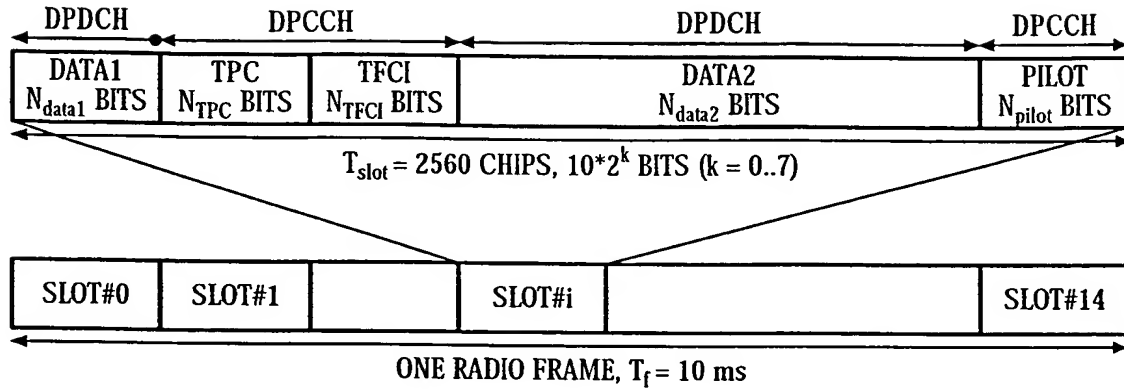 DPDCH DPCCH DPDCH DPCCH
DATA1 TPC TFCI DATA2 PILOT
N_data1 BITS N_TPC BITS N_TFCI BITS N_data2 BITS N_pilot BITS
T_slot = 2560 CHIPS, 10*2^k BITS (k = 0..7)
SLOT#0 SLOT#1 SLOT#i SLOT#14
ONE RADIO FRAME, T_f = 10 ms